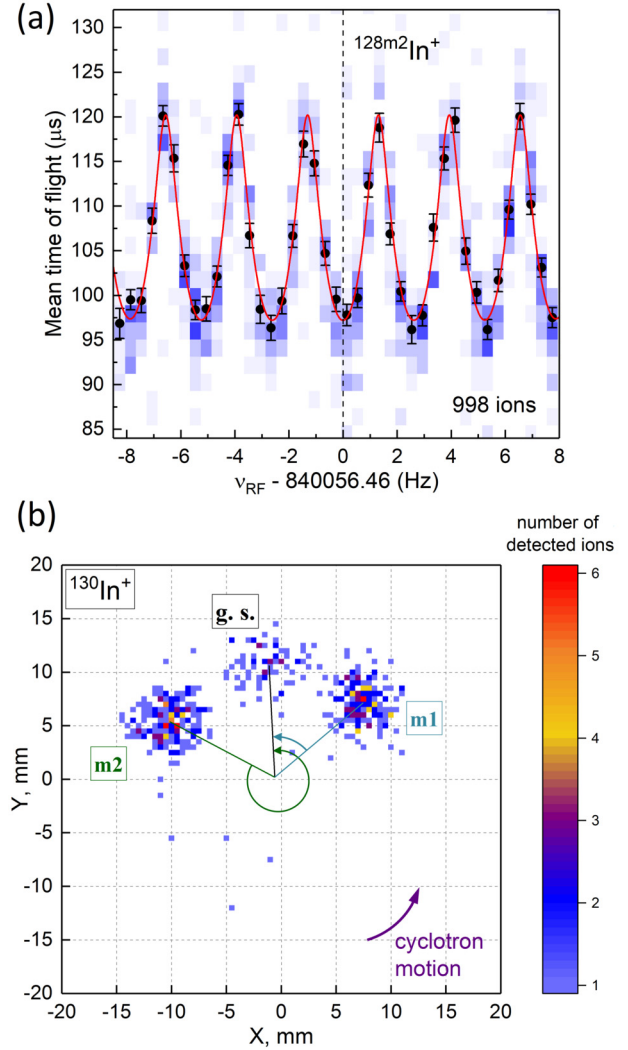 (a)
130
125
120
115
110
105
100
95
90
85
Mean time of flight (μs)
128m2In+
998 ions
-8 -6 -4 -2 0 2 4 6 8
νRF - 840056.46 (Hz)
(b)
number of
detected ions
20
15
10
5
0
-5
-10
-15
-20
Y, mm
130In+
g. s.
m1
m2
cyclotron
motion
-20 -15 -10 -5 0 5 10 15 20
X, mm
6
5
4
3
2
1